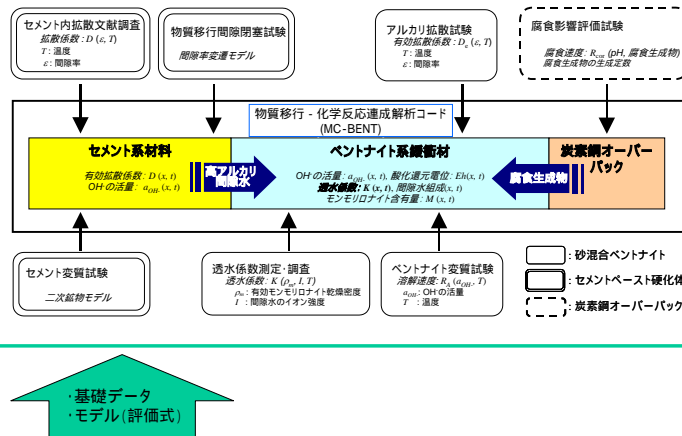 セメント内拡散文献調査
拡散係数: D (ε, T)
T : 温度
ε : 間隙率
物質移行間隙閉塞試験
間隙率変遷モデル
アルカリ拡散試験
有効拡散係数: De (ε, T)
T : 温度
ε : 間隙率
腐食影響評価試験
腐食速度: Rcor (pH, 腐食生成物)
腐食生成物の生成定数
物質移行 - 化学反応連成解析コード
(MC-BENT)
セメント系材料
有効拡散係数: D (x, t)
OH-の活量: aOH- (x, t)
高アルカリ
間隙水
ベントナイト系緩衝材
OH-の活量: aOH- (x, t), 酸化還元電位: Eh(x, t)
透水係数: K (x, t), 間隙水組成(x, t)
モンモリロナイト含有量: M (x, t)
腐食生成物
炭素鋼オーバー
パック
セメント変質試験
二次鉱物モデル
透水係数測定・調査
透水係数: K (ρm, I, T)
ρm : 有効モンモリロナイト乾燥密度
I : 間隙水のイオン強度
ベントナイト変質試験
溶解速度: RA (aOH-, T)
aOH- : OH-の活量
T : 温度
: 砂混合ベントナイト
: セメントペースト硬化体
: 炭素鋼オーバーパック
・基礎データ
・モデル(評価式)